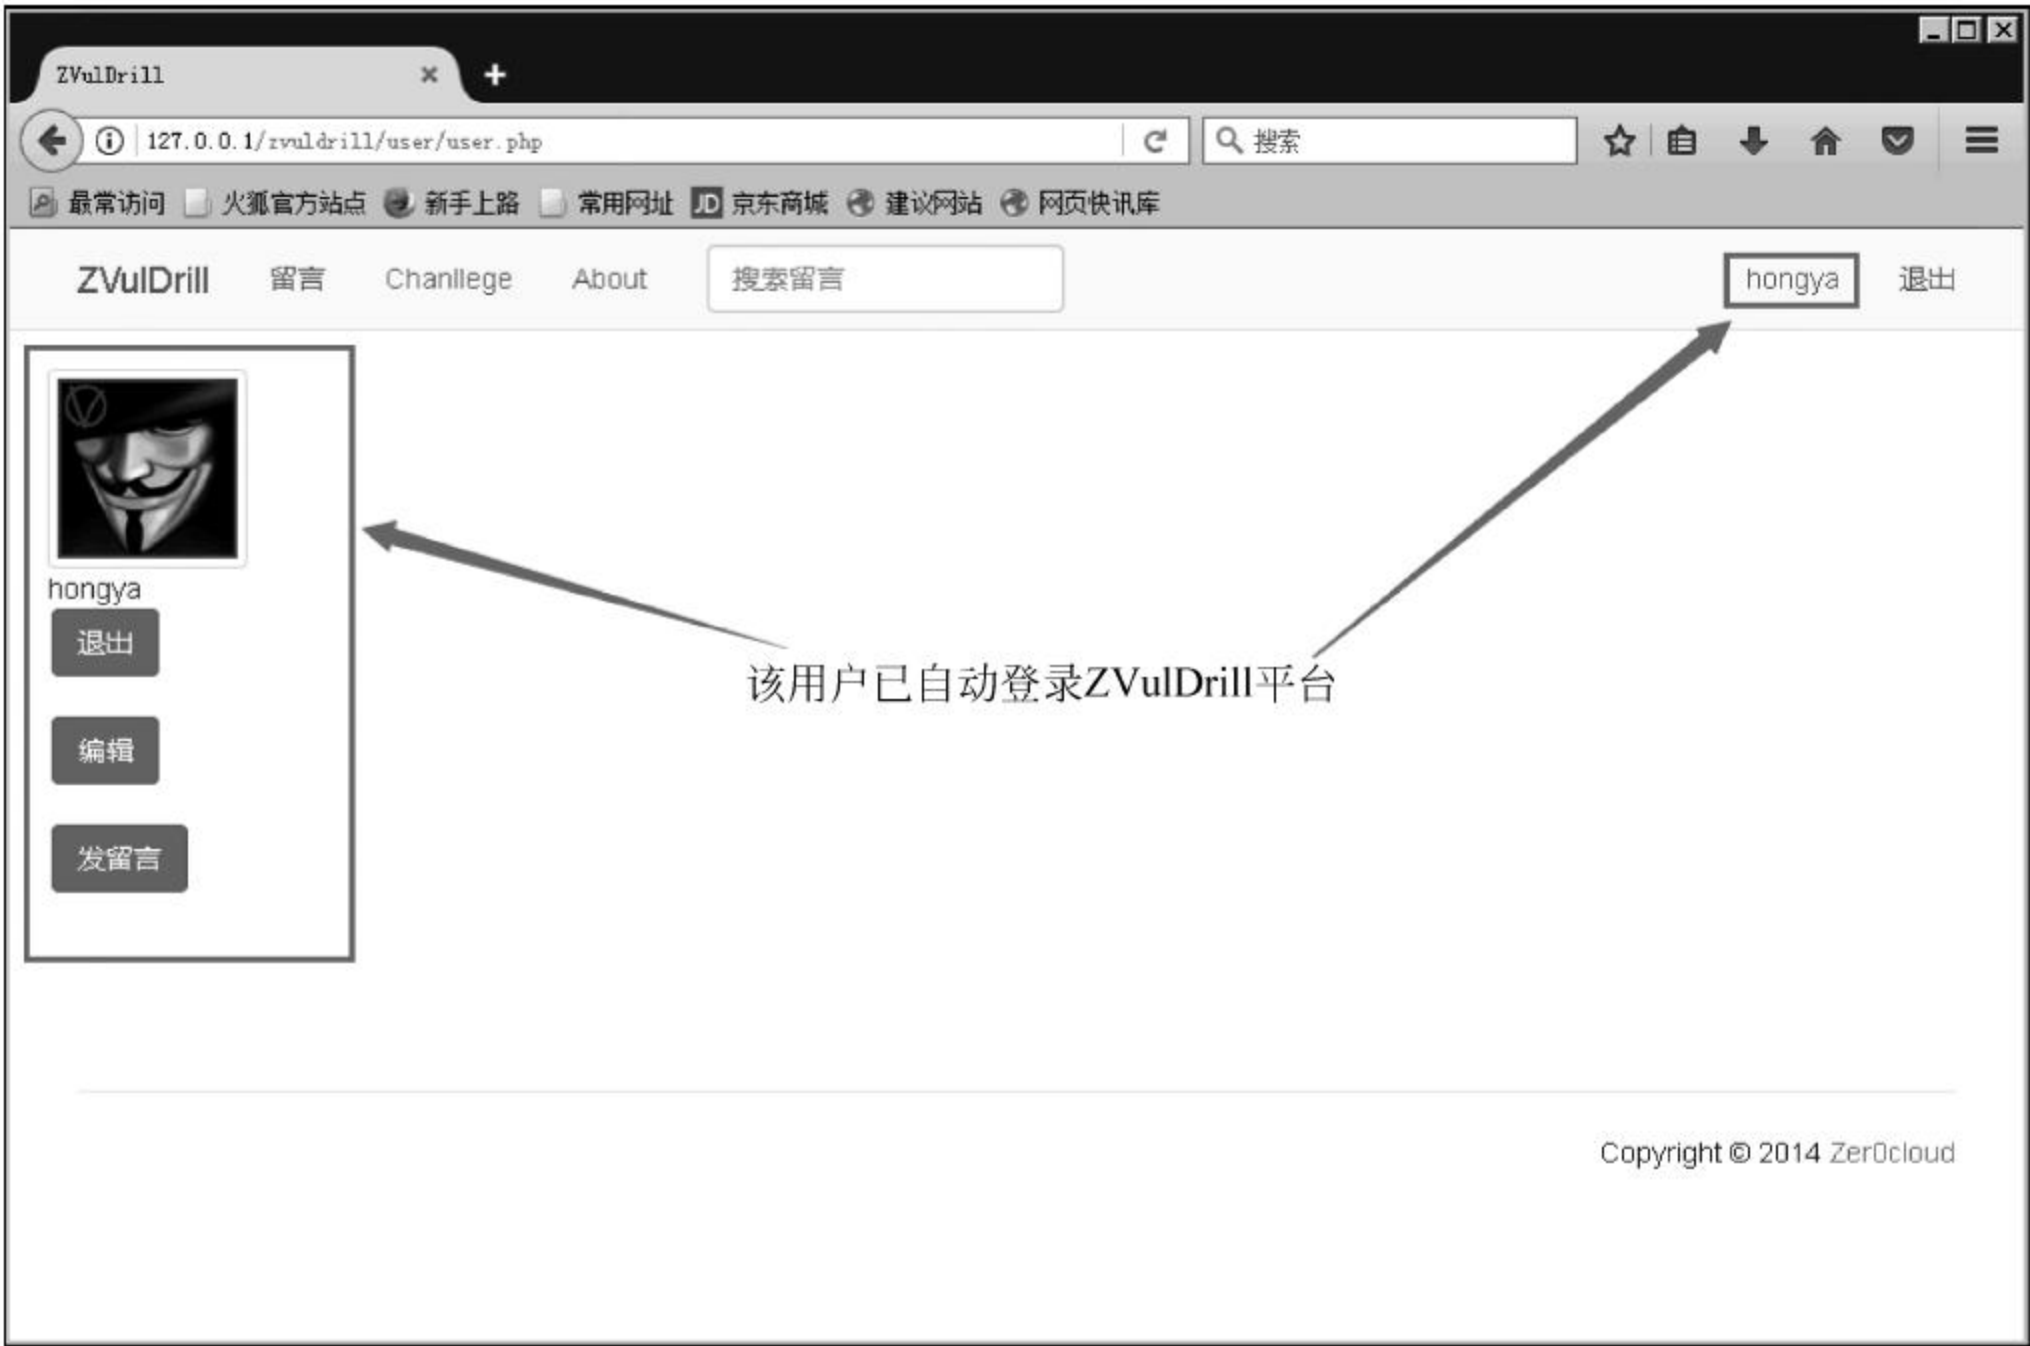 ZVulDrill
127.0.0.1/zvuldrill/user/user.php
搜索
最常访问 火狐官方站点 新手上路 常用网址 JD 京东商城 建议网站 网页快讯库
ZVulDrill 留言 Chanllege About 搜索留言 hongya 退出
hongya
退出
该用户已自动登录ZVulDrill平台
编辑
发留言
Copyright © 2014 Zer0cloud